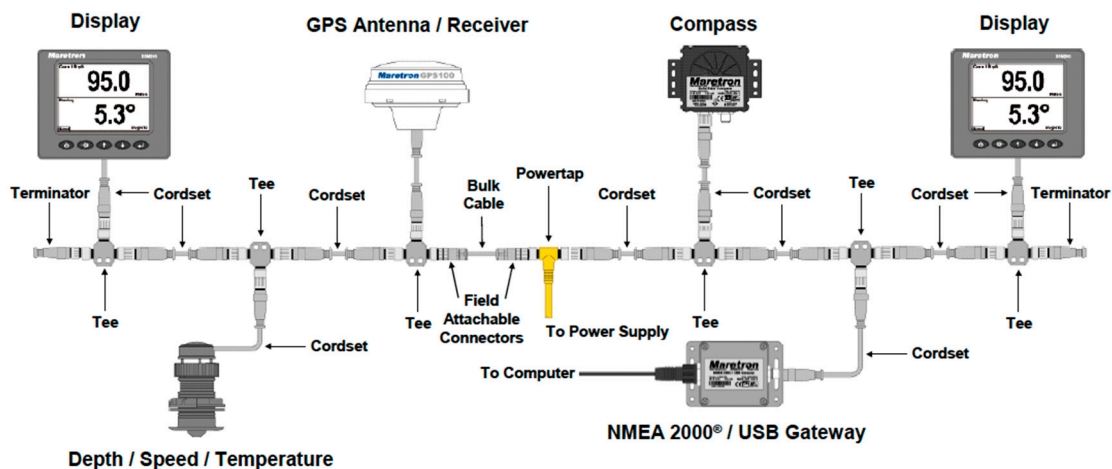 Display
GPS Antenna / Receiver
Compass
Display
Maretron
95.0
5.3°
Maretron GPS100
Maretron
Maretron
95.0
5.3°
Terminator
Cordset
Tee
Cordset
Bulk
Cable
Powertap
Cordset
Cordset
Tee
Cordset
Terminator
Tee
Tee
Field
Attachable
Connectors
To Power Supply
Tee
Tee
Cordset
To Computer
Maretron
Cordset
NMEA 2000® / USB Gateway
Depth / Speed / Temperature